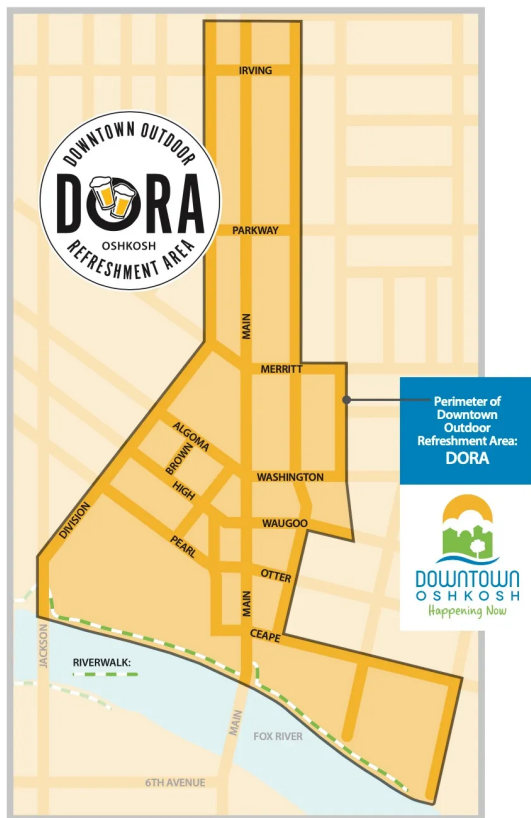 IRVING
DOWNTOWN OUTDOOR
DORA
OSHKOSH
REFRESHMENT AREA
PARKWAY
MAIN
MERRITT
Perimeter of
Downtown
Outdoor
Refreshment Area:
DORA
ALGOMA
BROWN
WASHINGTON
HIGH
WAUGOO
DIVISION
PEARL
OTTER
DOWNTOWN
OSHKOSH
Happening Now
MAIN
CEAPE
JACKSON
RIVERWALK:
MAIN
FOX RIVER
6TH AVENUE